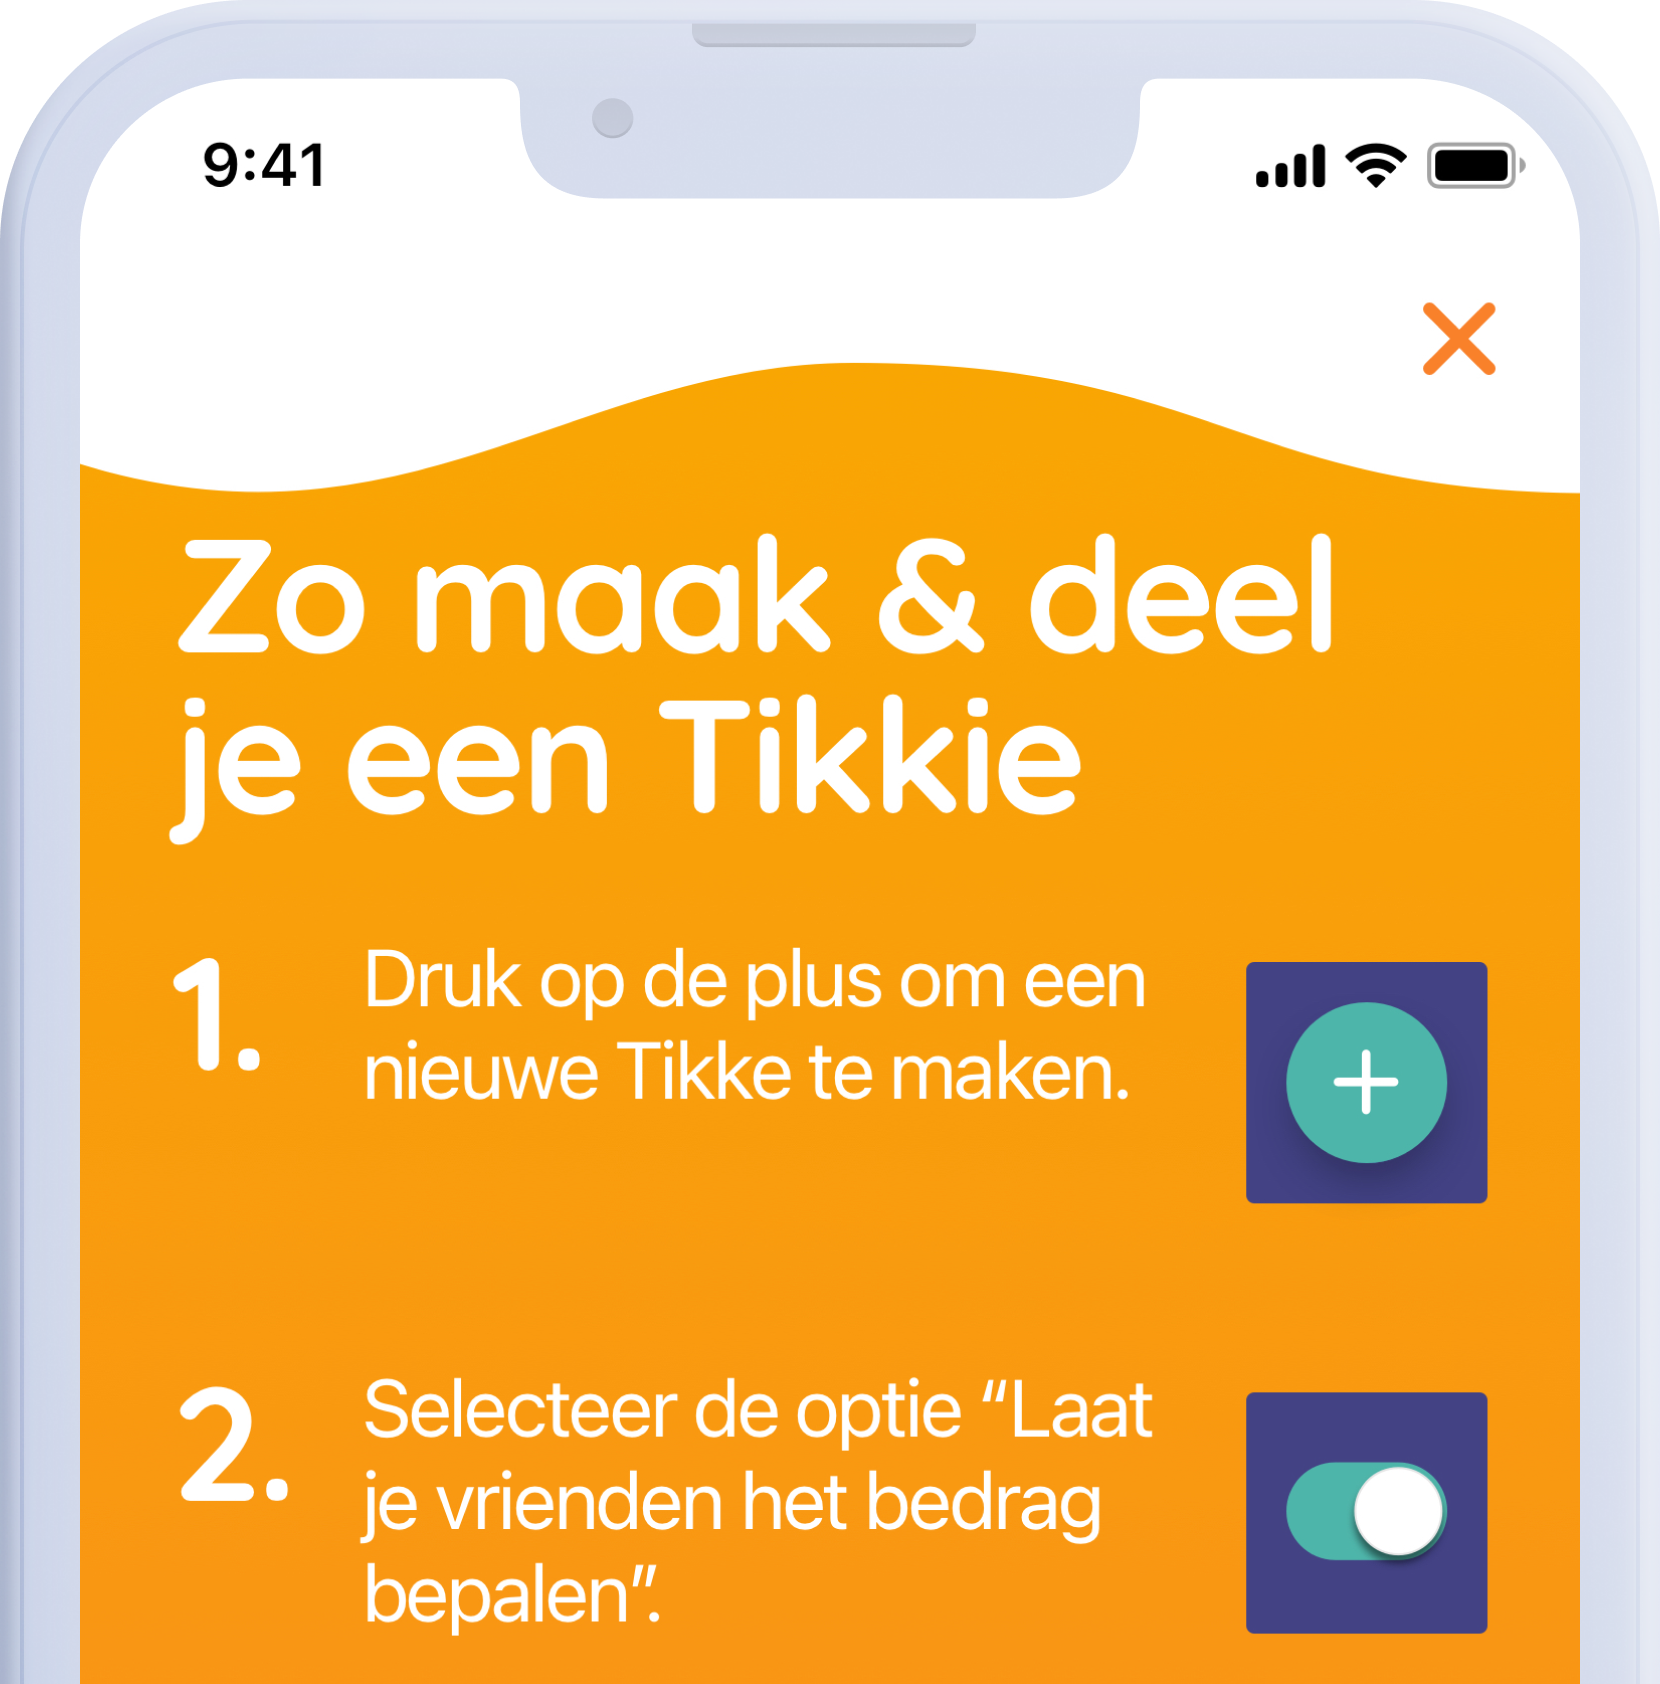 9:41
Zo maak & deel
je een Tikkie
1.
Druk op de plus om een
nieuwe Tikke te maken.
2.
Selecteer de optie “Laat
je vrienden het bedrag
bepalen”.